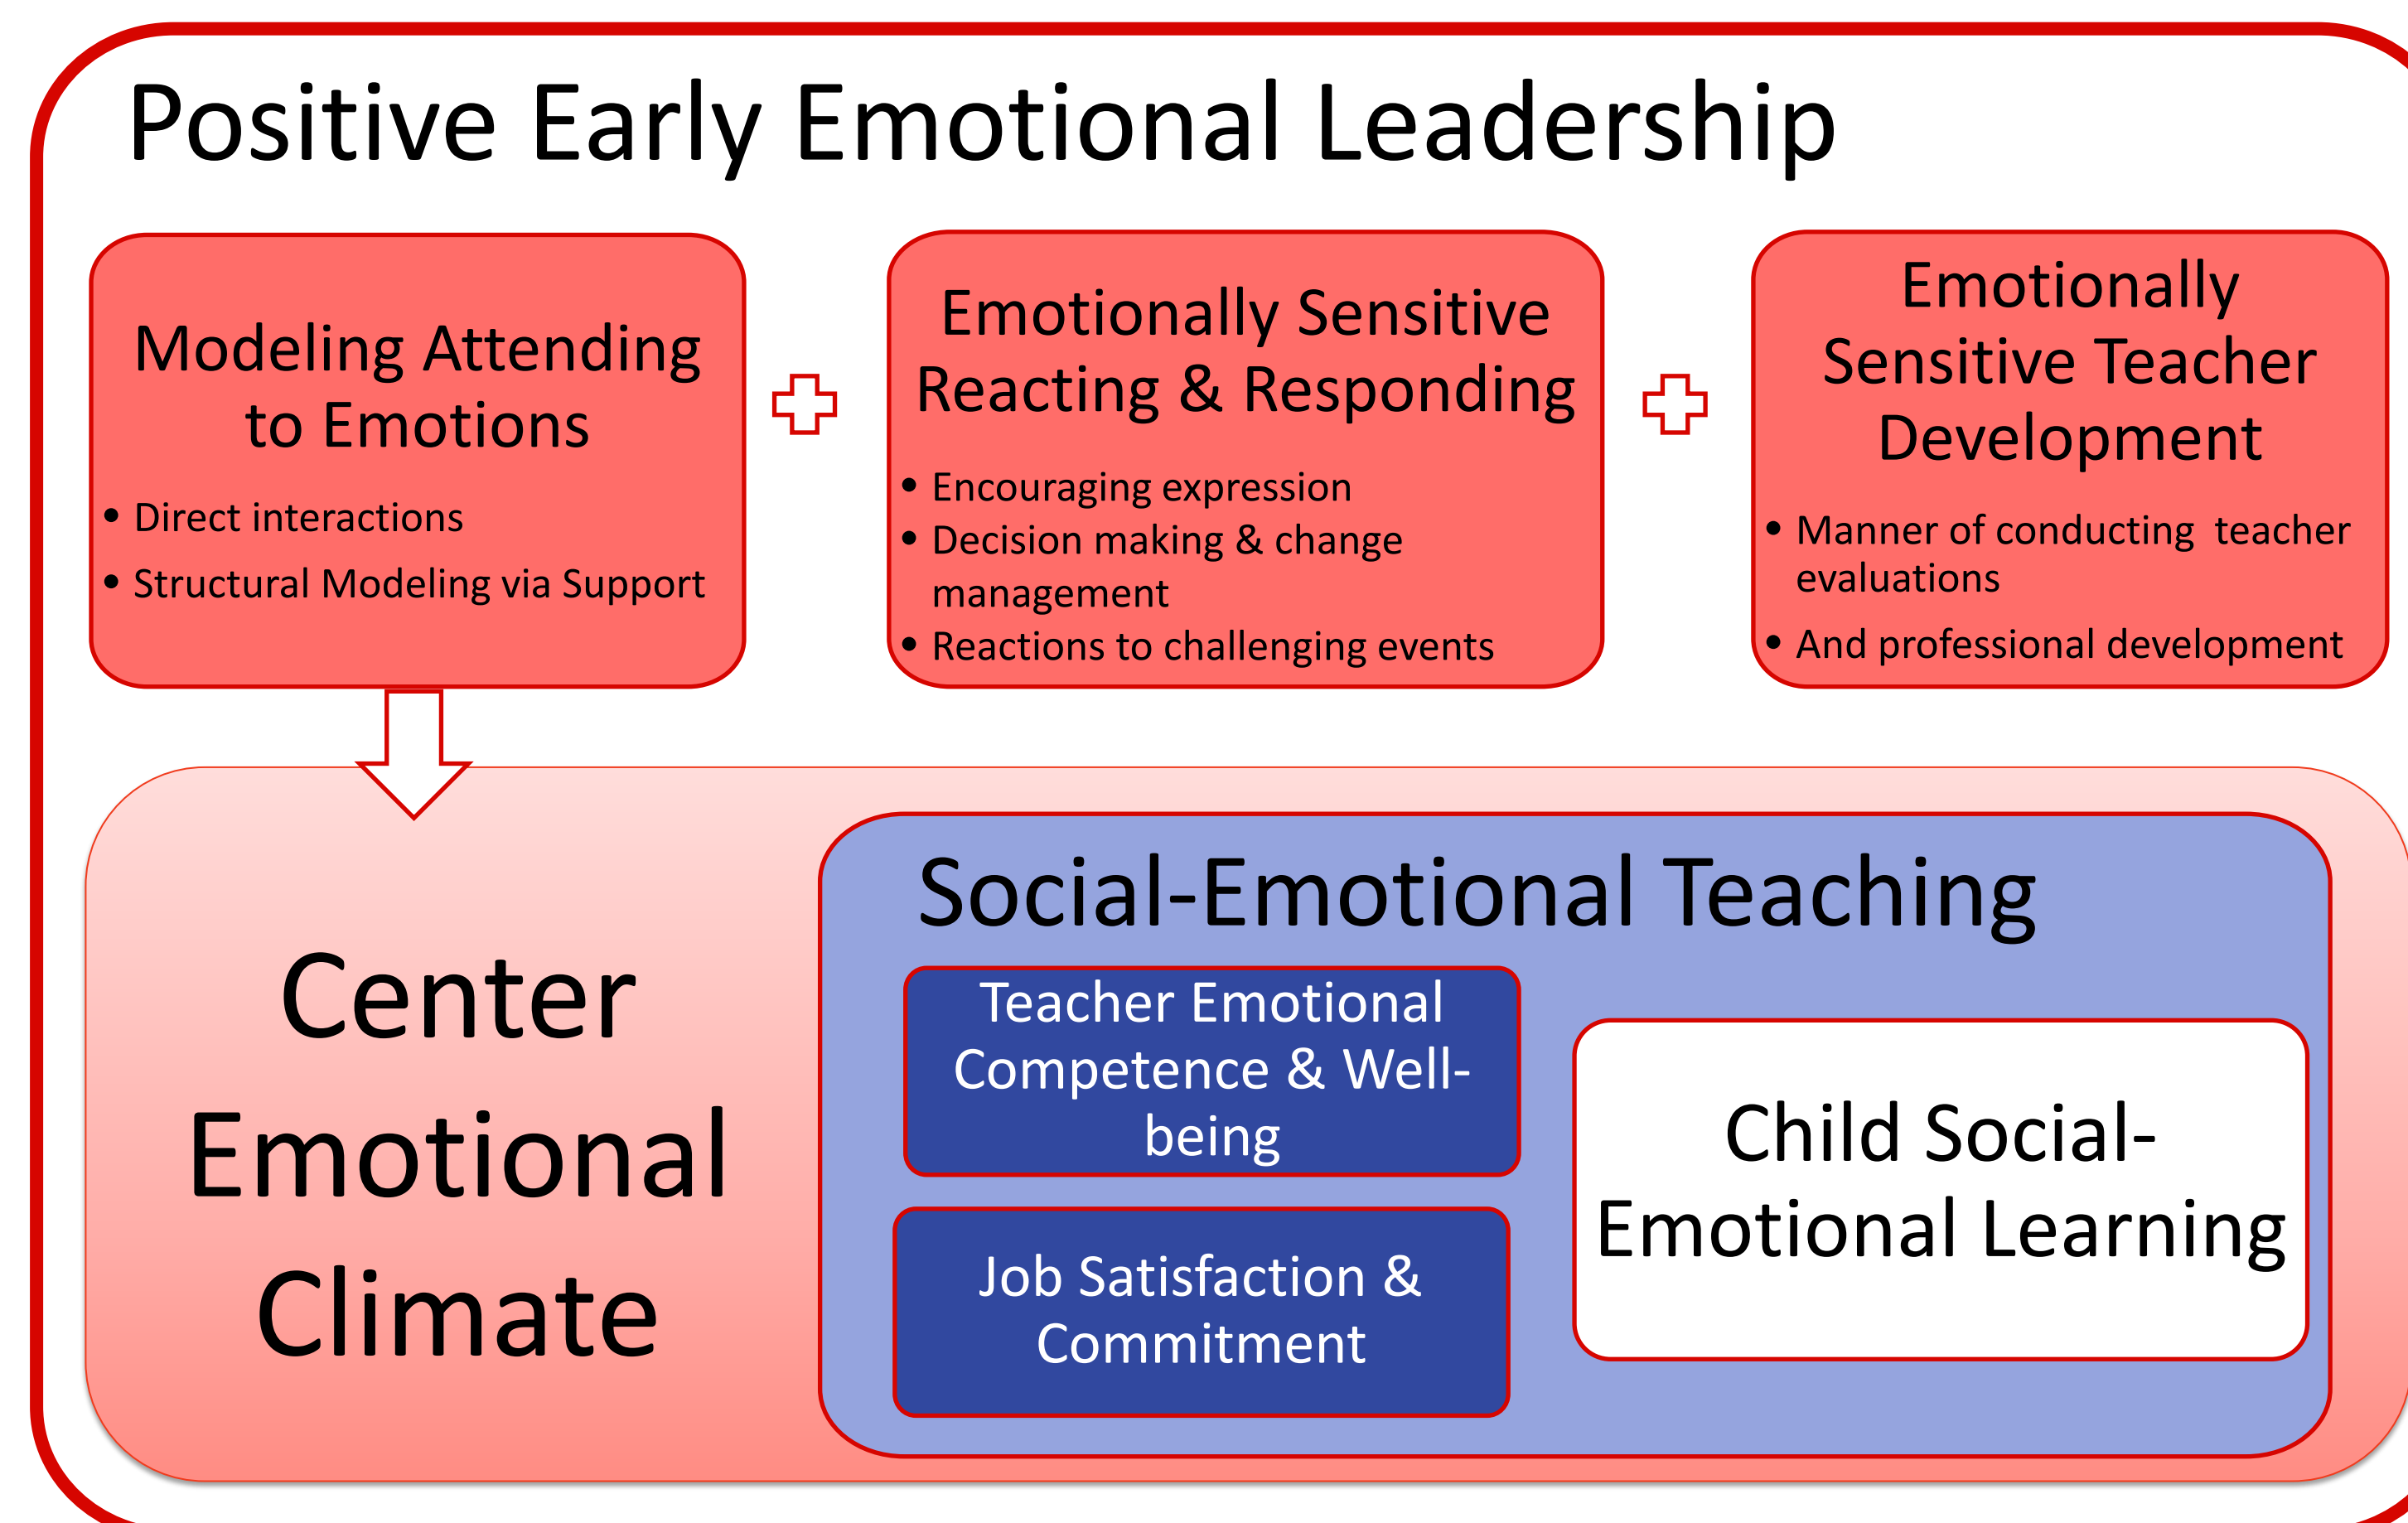 Positive Early Emotional Leadership
Modeling Attending
to Emotions
• Direct interactions
• Structural Modeling via Support
Emotionally Sensitive
Reacting & Responding
• Encouraging expression
• Decision making & change
management
• Reactions to challenging events
Emotionally
Sensitive Teacher
Development
• Manner of conducting  teacher
evaluations
• And professional development
Center
Emotional
Climate
Social-Emotional Teaching
Teacher Emotional
Competence & Well-
being
Job Satisfaction &
Commitment
Child Social-
Emotional Learning